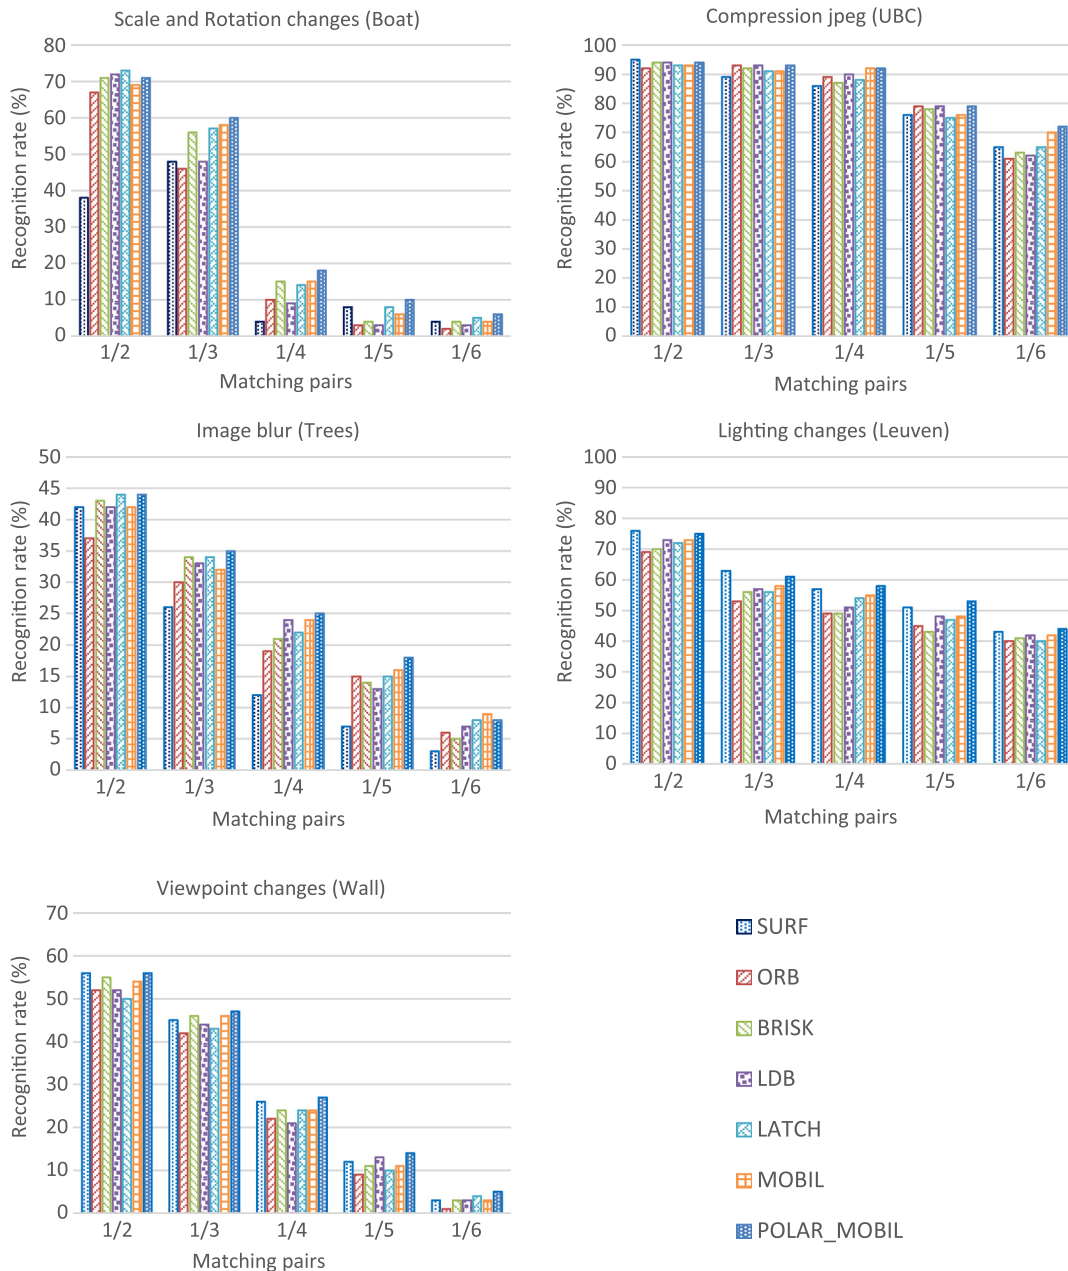 Scale and Rotation changes (Boat)
Recognition rate (%)
80
70
60
50
40
30
20
10
0
1/2 1/3 1/4 1/5 1/6
Matching pairs
Compression jpeg (UBC)
Recognition rate (%)
100
90
80
70
60
50
40
30
20
10
0
1/2 1/3 1/4 1/5 1/6
Matching pairs
Image blur (Trees)
Recognition rate (%)
50
45
40
35
30
25
20
15
10
5
0
1/2 1/3 1/4 1/5 1/6
Matching pairs
Lighting changes (Leuven)
Recognition rate (%)
100
90
80
70
60
50
40
30
20
10
0
1/2 1/3 1/4 1/5 1/6
Matching pairs
Viewpoint changes (Wall)
Recognition rate (%)
70
60
50
40
30
20
10
0
1/2 1/3 1/4 1/5 1/6
Matching pairs
SURF
ORB
BRISK
LDB
LATCH
MOBIL
POLAR_MOBIL